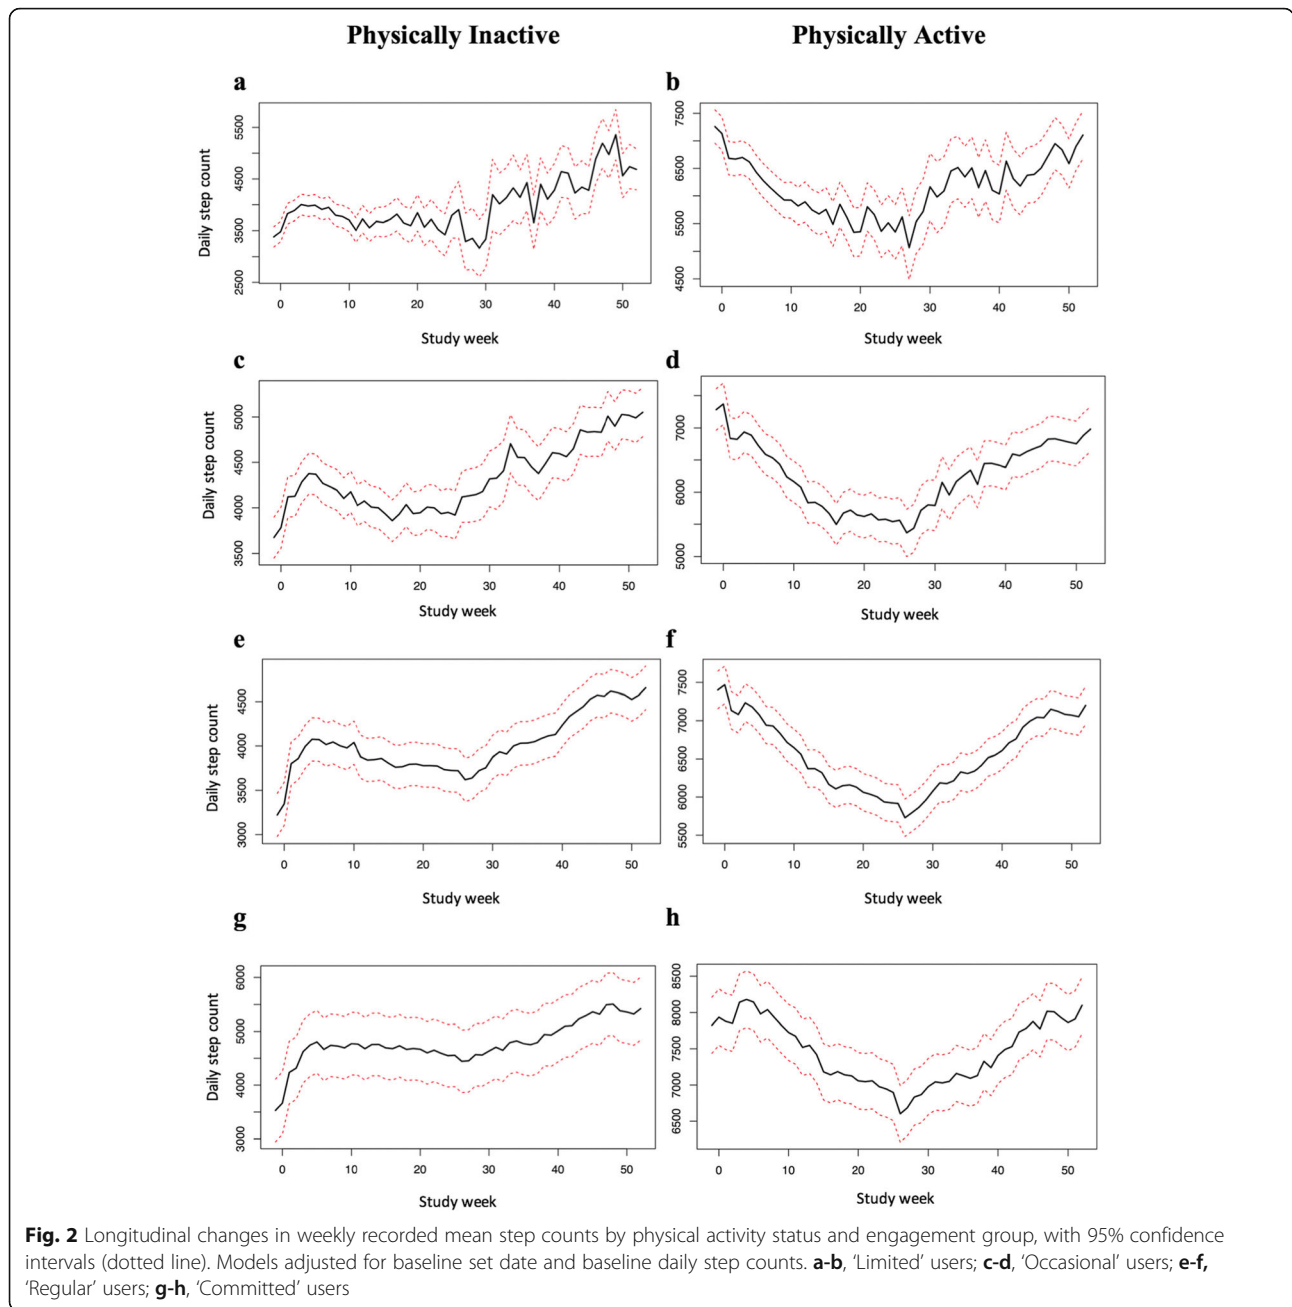 Physically Inactive
Physically Active
a
Daily step count
5500
4500
3500
2500
0 10 20 30 40 50
Study week
b
7500
6500
5500
4500
0 10 20 30 40 50
Study week
c
Daily step count
5000
4500
4000
3500
0 10 20 30 40 50
Study week
d
7000
6000
5000
0 10 20 30 40 50
Study week
e
Daily step count
4500
4000
3500
3000
0 10 20 30 40 50
Study week
f
7500
7000
6500
6000
5500
0 10 20 30 40 50
Study week
g
Daily step count
6000
5000
4000
3000
0 10 20 30 40 50
Study week
h
8500
8000
7500
7000
6500
0 10 20 30 40 50
Study week
Fig. 2 Longitudinal changes in weekly recorded mean step counts by physical activity status and engagement group, with 95% confidence
intervals (dotted line). Models adjusted for baseline set date and baseline daily step counts. a-b, ‘Limited’ users; c-d, ‘Occasional’ users; e-f,
‘Regular’ users; g-h, ‘Committed’ users